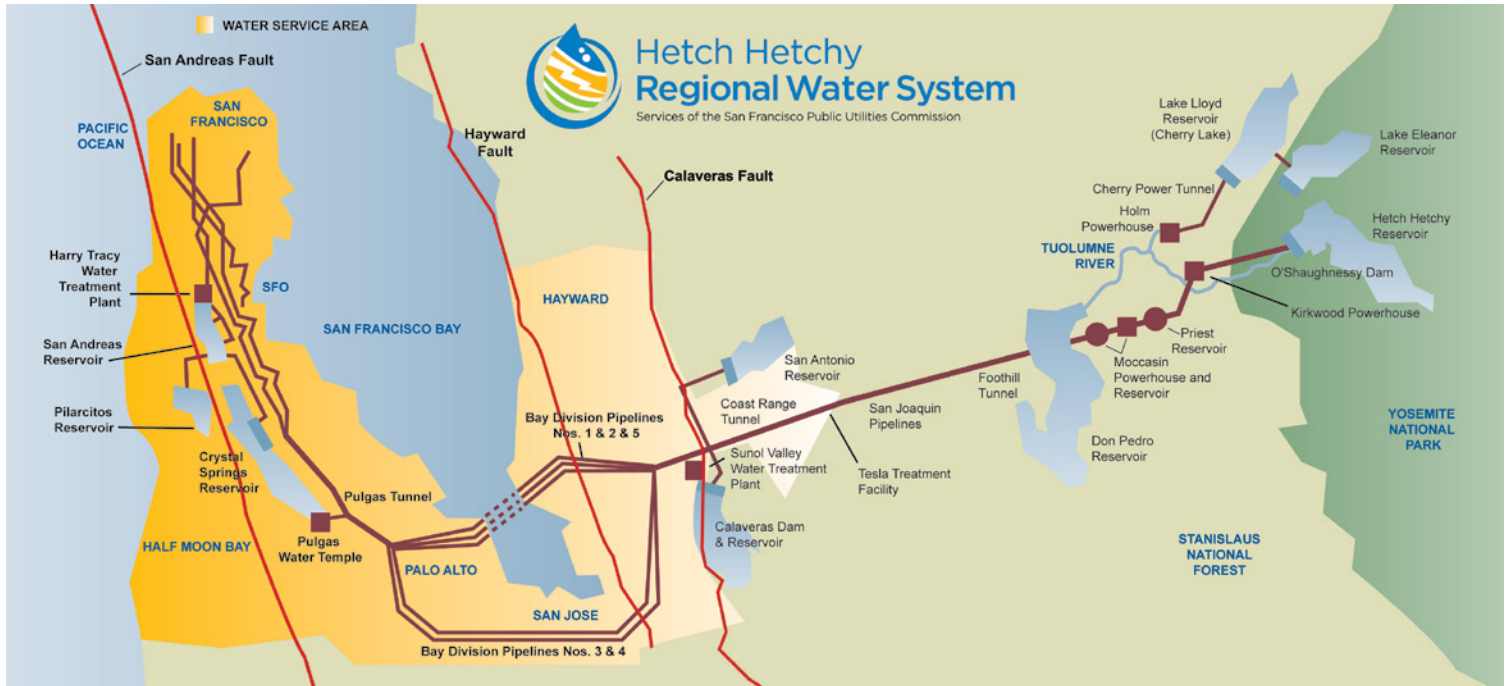 WATER SERVICE AREA
Hetch Hetchy
Regional Water System
Services of the San Francisco Public Utilities Commission
San Andreas Fault
SAN
FRANCISCO
PACIFIC
OCEAN
Hayward
Fault
Calaveras Fault
Lake Lloyd
Reservoir
(Cherry Lake)
Lake Eleanor
Reservoir
Cherry Power Tunnel
Holm
Powerhouse
Hetch Hetchy
Reservoir
TUOLUMNE
RIVER
O'Shaughnessy Dam
Kirkwood Powerhouse
Harry Tracy
Water
Treatment
Plant
SFO
HAYWARD
SAN FRANCISCO BAY
San Andreas
Reservoir
San Antonio
Reservoir
Priest
Reservoir
Moccasin
Powerhouse and
Reservoir
Foothill
Tunnel
Pilarcitos
Reservoir
Bay Division Pipelines
Nos. 1 & 2 & 5
Coast Range
Tunnel
San Joaquin
Pipelines
Don Pedro
Reservoir
YOSEMITE
NATIONAL
PARK
Crystal
Springs
Reservoir
Sunol Valley
Water Treatment
Plant
Tesla Treatment
Facility
Pulgas Tunnel
Calaveras Dam
& Reservoir
HALF MOON BAY
Pulgas
Water Temple
PALO ALTO
STANISLAUS
NATIONAL
FOREST
SAN JOSE
Bay Division Pipelines Nos. 3 & 4